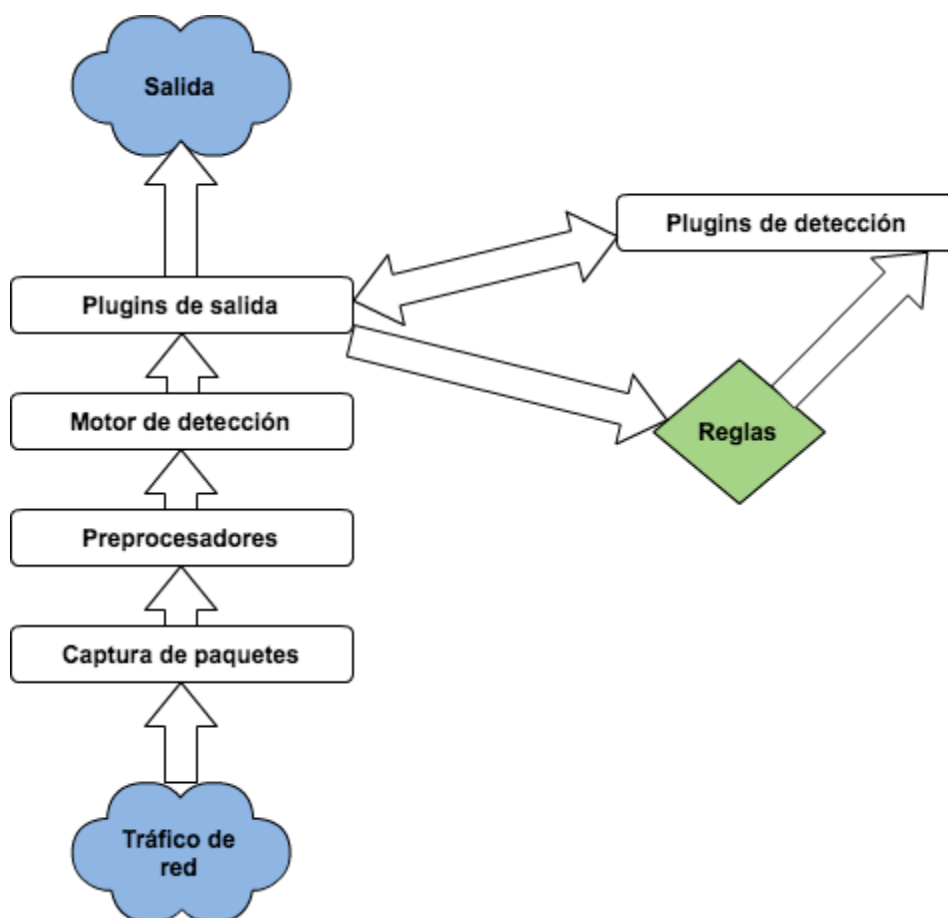 Salida
Plugins de detección
Plugins de salida
Motor de detección
Reglas
Preprocesadores
Captura de paquetes
Tráfico de
red